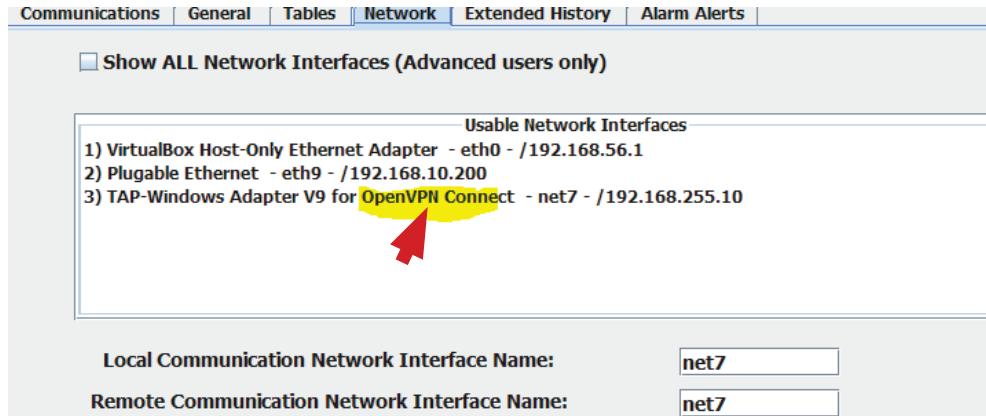 Communications General Tables Network Extended History Alarm Alerts
Show ALL Network Interfaces (Advanced users only)
Usable Network Interfaces
1) VirtualBox Host-Only Ethernet Adapter - eth0 - /192.168.56.1
2) Plugable Ethernet - eth9 - /192.168.10.200
3) TAP-Windows Adapter V9 for OpenVPN Connect - net7 - /192.168.255.10
Local Communication Network Interface Name: net7
Remote Communication Network Interface Name: net7